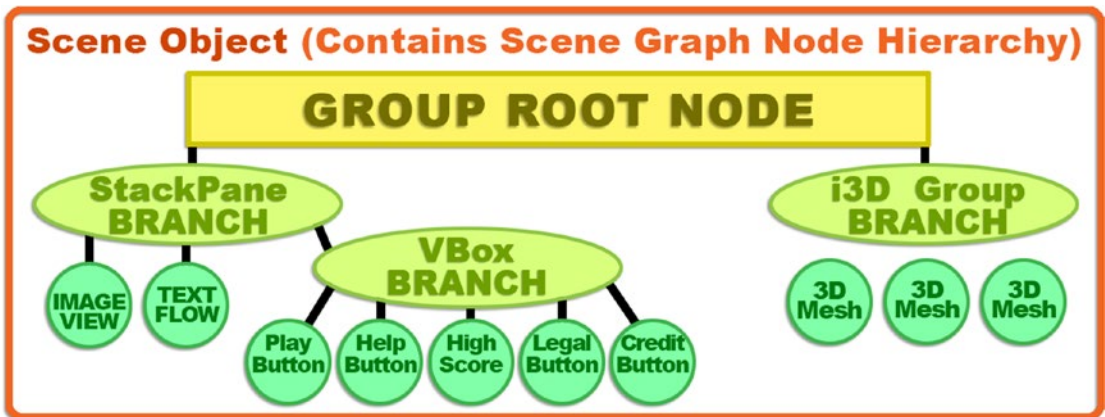 Scene Object (Contains Scene Graph Node Hierarchy)
GROUP ROOT NODE
StackPane
BRANCH
i3D Group
BRANCH
VBox
BRANCH
IMAGE
VIEW
TEXT
FLOW
3D
Mesh
3D
Mesh
3D
Mesh
Play
Button
Help
Button
High
Score
Legal
Button
Credit
Button